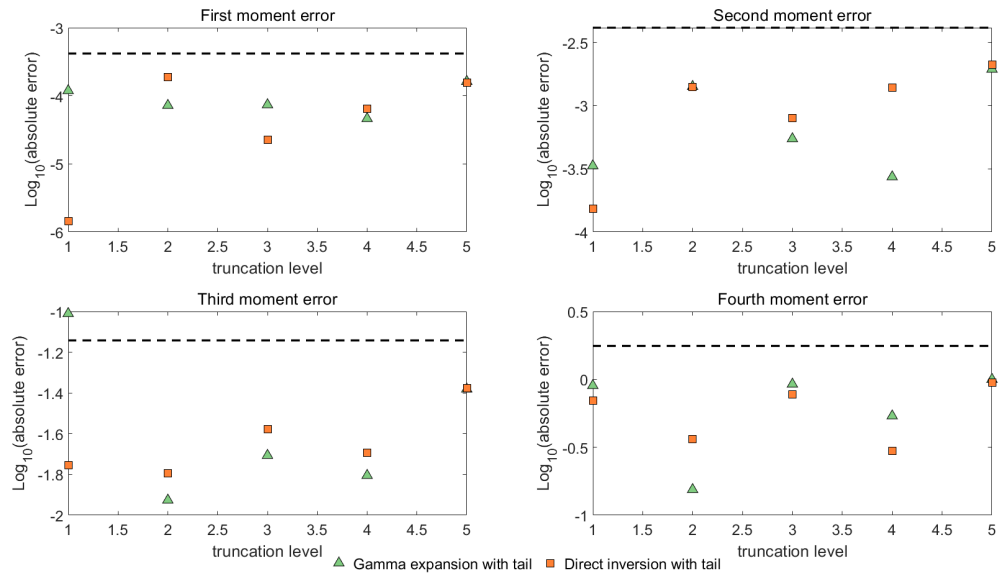 First moment error
-3
-4
-5
-6
Log10(absolute error)
1 1.5 2 2.5 3 3.5 4 4.5 5
truncation level
Second moment error
-2.5
-3
-3.5
-4
Log10(absolute error)
1 1.5 2 2.5 3 3.5 4 4.5 5
truncation level
Third moment error
-1
-1.2
-1.4
-1.6
-1.8
-2
Log10(absolute error)
1 1.5 2 2.5 3 3.5 4 4.5 5
truncation level
Fourth moment error
0.5
0
-0.5
-1
Log10(absolute error)
1 1.5 2 2.5 3 3.5 4 4.5 5
truncation level
Gamma expansion with tail Direct inversion with tail